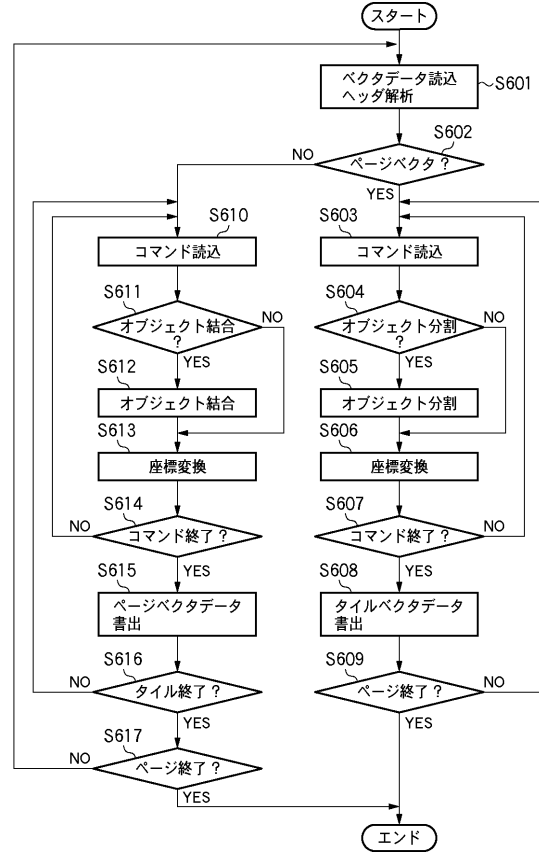 スタート
ベクタデータ読込
ヘッダ解析
S601
S602
ページベクタ?
NO
YES
S610
コマンド読込
S611
オブジェクト結合
?
NO
YES
S612
オブジェクト結合
S613
座標変換
S614
コマンド終了?
NO
YES
S615
ページベクタデータ
書出
S616
タイル終了?
NO
YES
S617
ページ終了?
NO
YES
S603
コマンド読込
S604
オブジェクト分割
?
NO
YES
S605
オブジェクト分割
S606
座標変換
S607
コマンド終了?
NO
YES
S608
タイルベクタデータ
書出
S609
ページ終了?
NO
YES
エンド